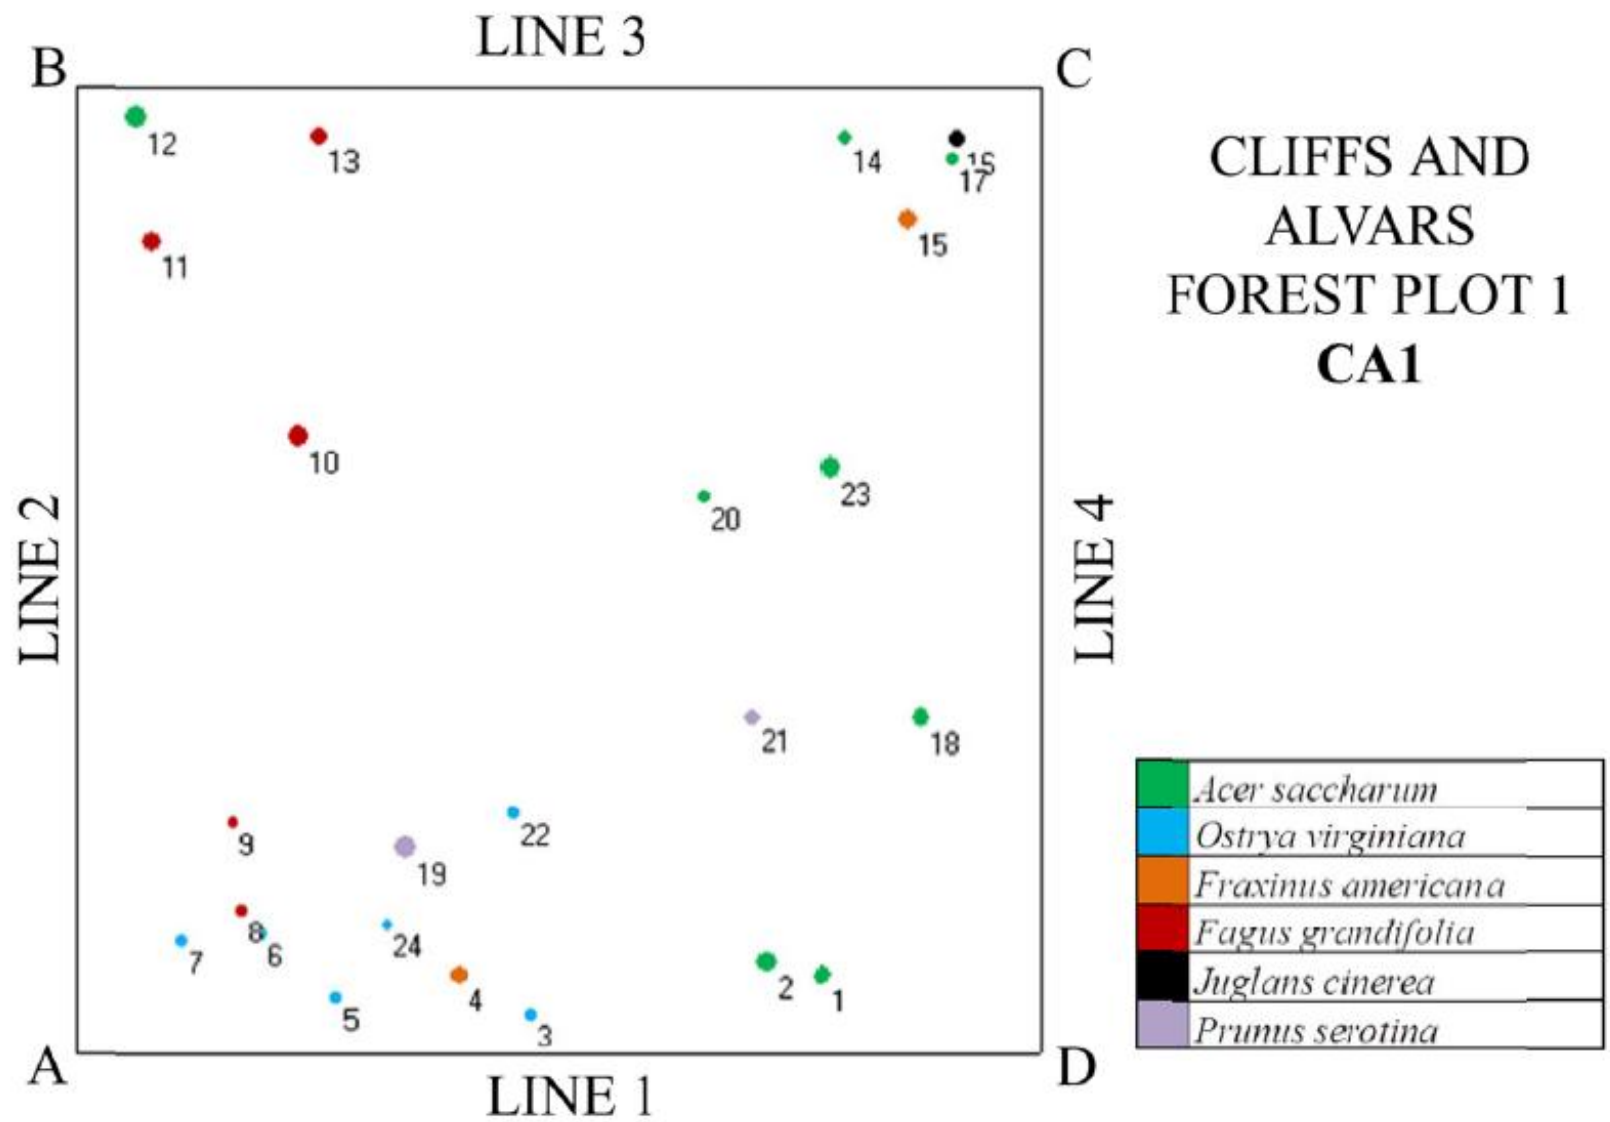 LINE 3
B
C
12
13
14
16
17
15
11
CLIFFS AND
ALVARS
FOREST PLOT 1
CA1
10
23
20
LINE 2
LINE 4
21
18
22
9
19
8
6
7
24
5
4
3
2
1
Acer saccharum
Ostrya virginiana
Fraxinus americana
Fagus grandifolia
Juglans cinerea
Prunus serotina
A
D
LINE 1